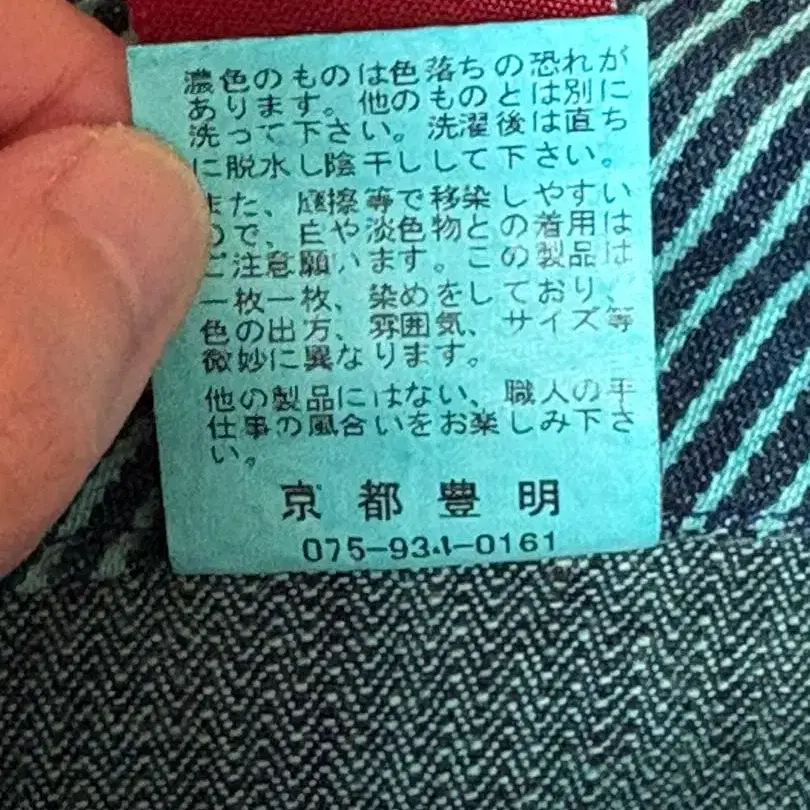 濃色のものは色落ちの恐れが
あります。他のものとは別に
洗って下さい。洗濯後は直ち
に脱水し陰干しして下さい。
また、摩擦等で移染しやすい
ので、白や淡色物との着用は
ご注意願います。この製品は
一枚一枚、染めをしており、
色の出方、雰囲気、サイズ等
微妙に異なります。
他の製品にはない、職人の手
仕事の風合いをお楽しみ下さ
い。
京都豊明
075-934-0161